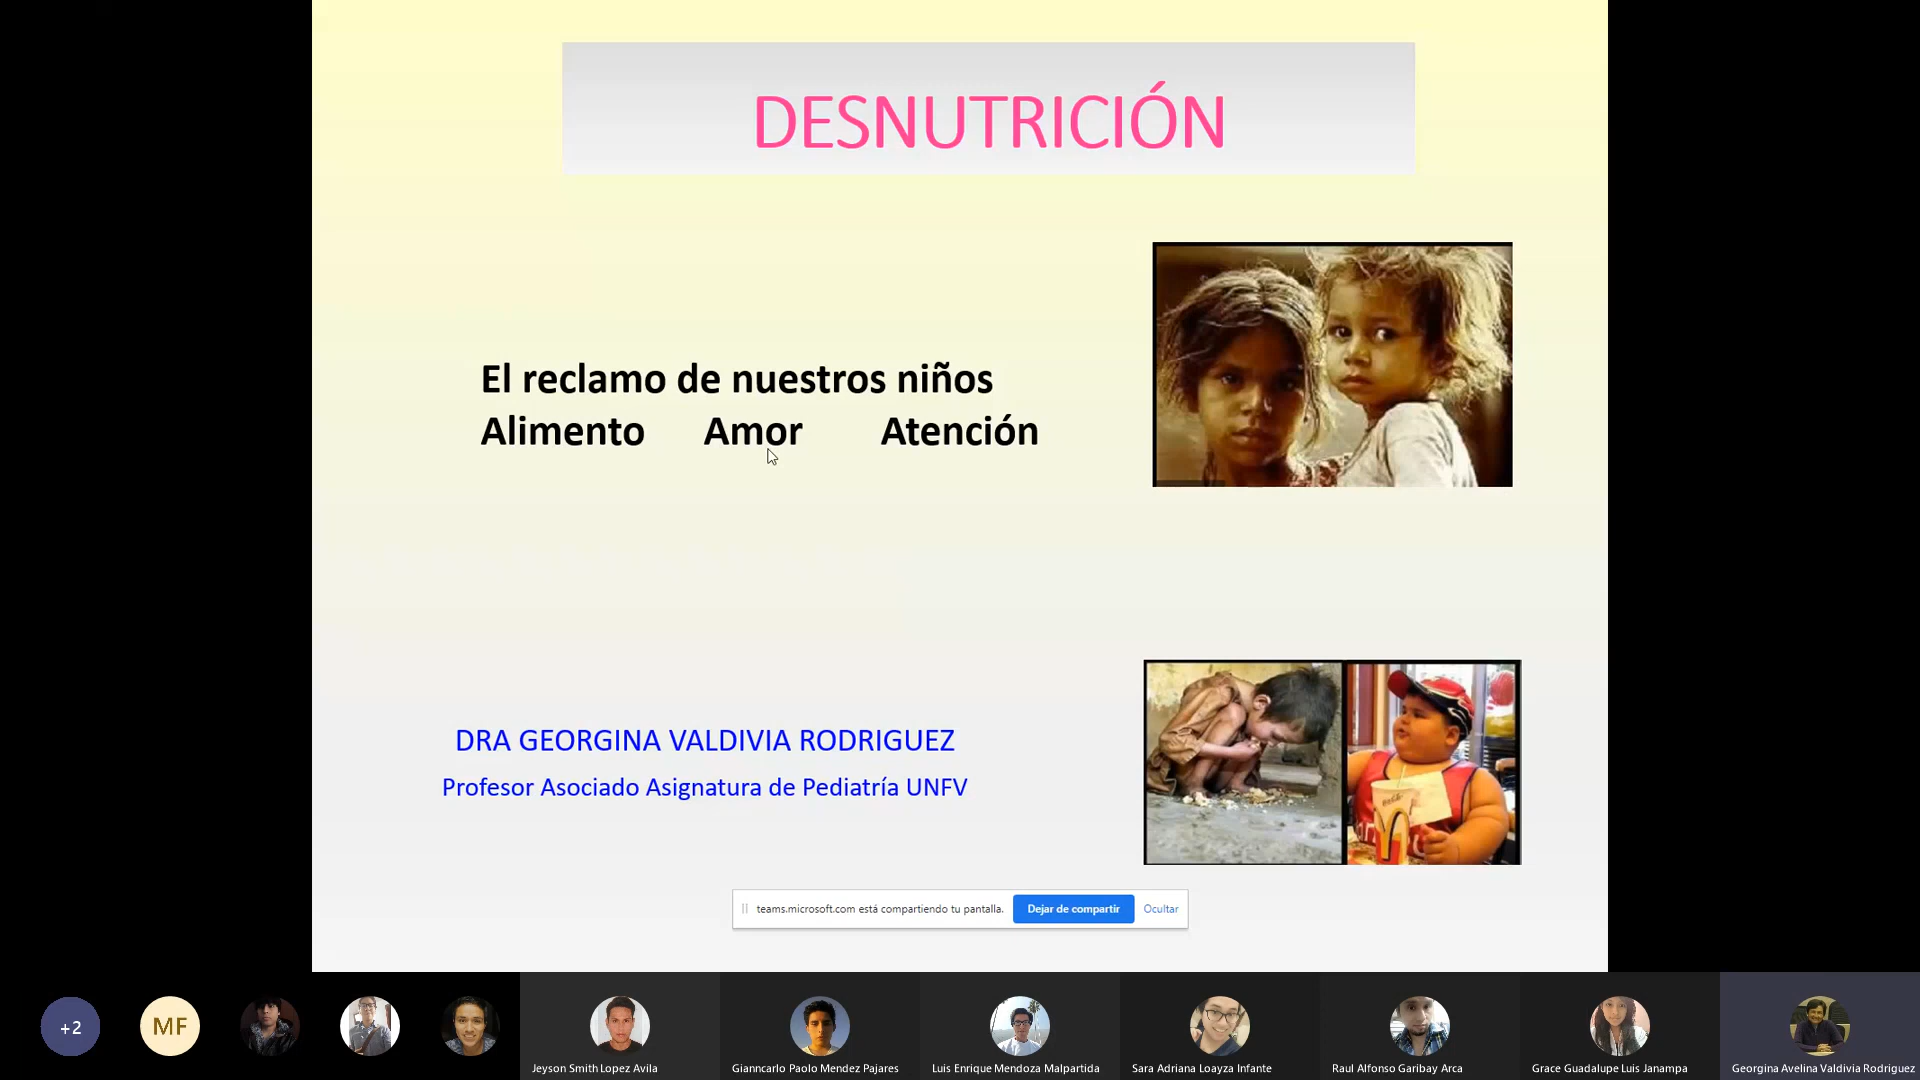 DESNUTRICIÓN
El reclamo de nuestros niños
Alimento Amor Atención
DRA GEORGINA VALDIVIA RODRIGUEZ
Profesor Asociado Asignatura de Pediatría UNFV
teams.microsoft.com está compartiendo tu pantalla. Dejar de compartir Ocultar
+2 MF
Jeyson Smith Lopez Avila Gianncarlo Paolo Mendez Pajares Luis Enrique Mendoza Malpartida Sara Adriana Loayza Infante Raul Alfonso Garibay Arca Grace Guadalupe Luis Janampa Georgina Avelina Valdivia Rodriguez